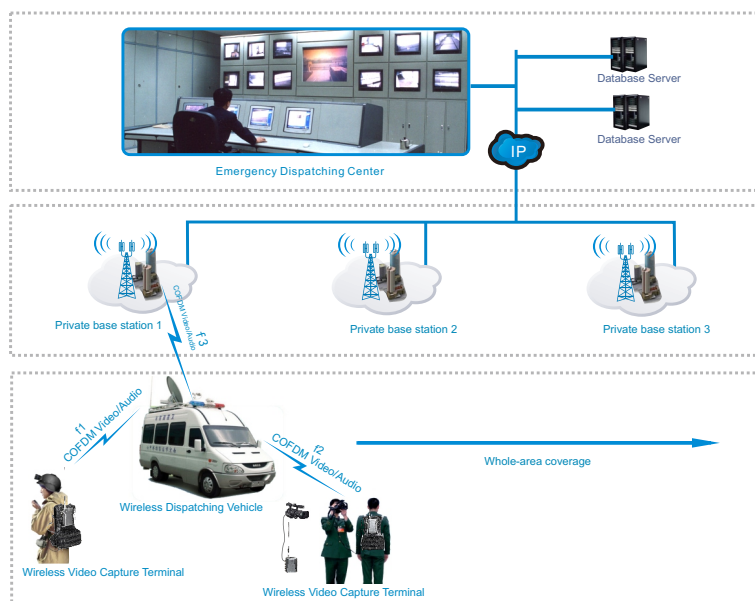 Database Server
Database Server
IP
Emergency Dispatching Center
Private base station 1
Private base station 2
Private base station 3
COFDM Video/Audio
f3
f1
COFDM Video/Audio
f2
COFDM Video/Audio
Whole-area coverage
Wireless Dispatching Vehicle
Wireless Video Capture Terminal
Wireless Video Capture Terminal